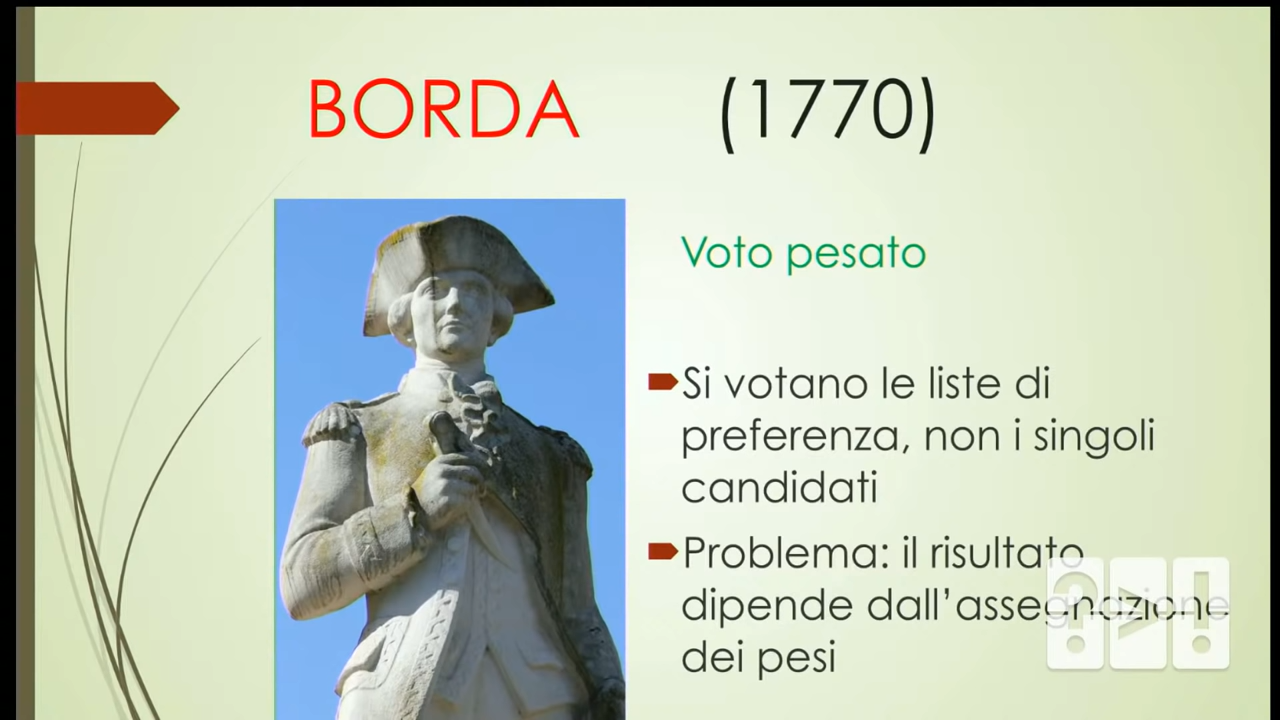 BORDA (1770)
Voto pesato
Si votano le liste di
preferenza, non i singoli
candidati
Problema: il risultato
dipende dall'assegnazione
dei pesi
? > !